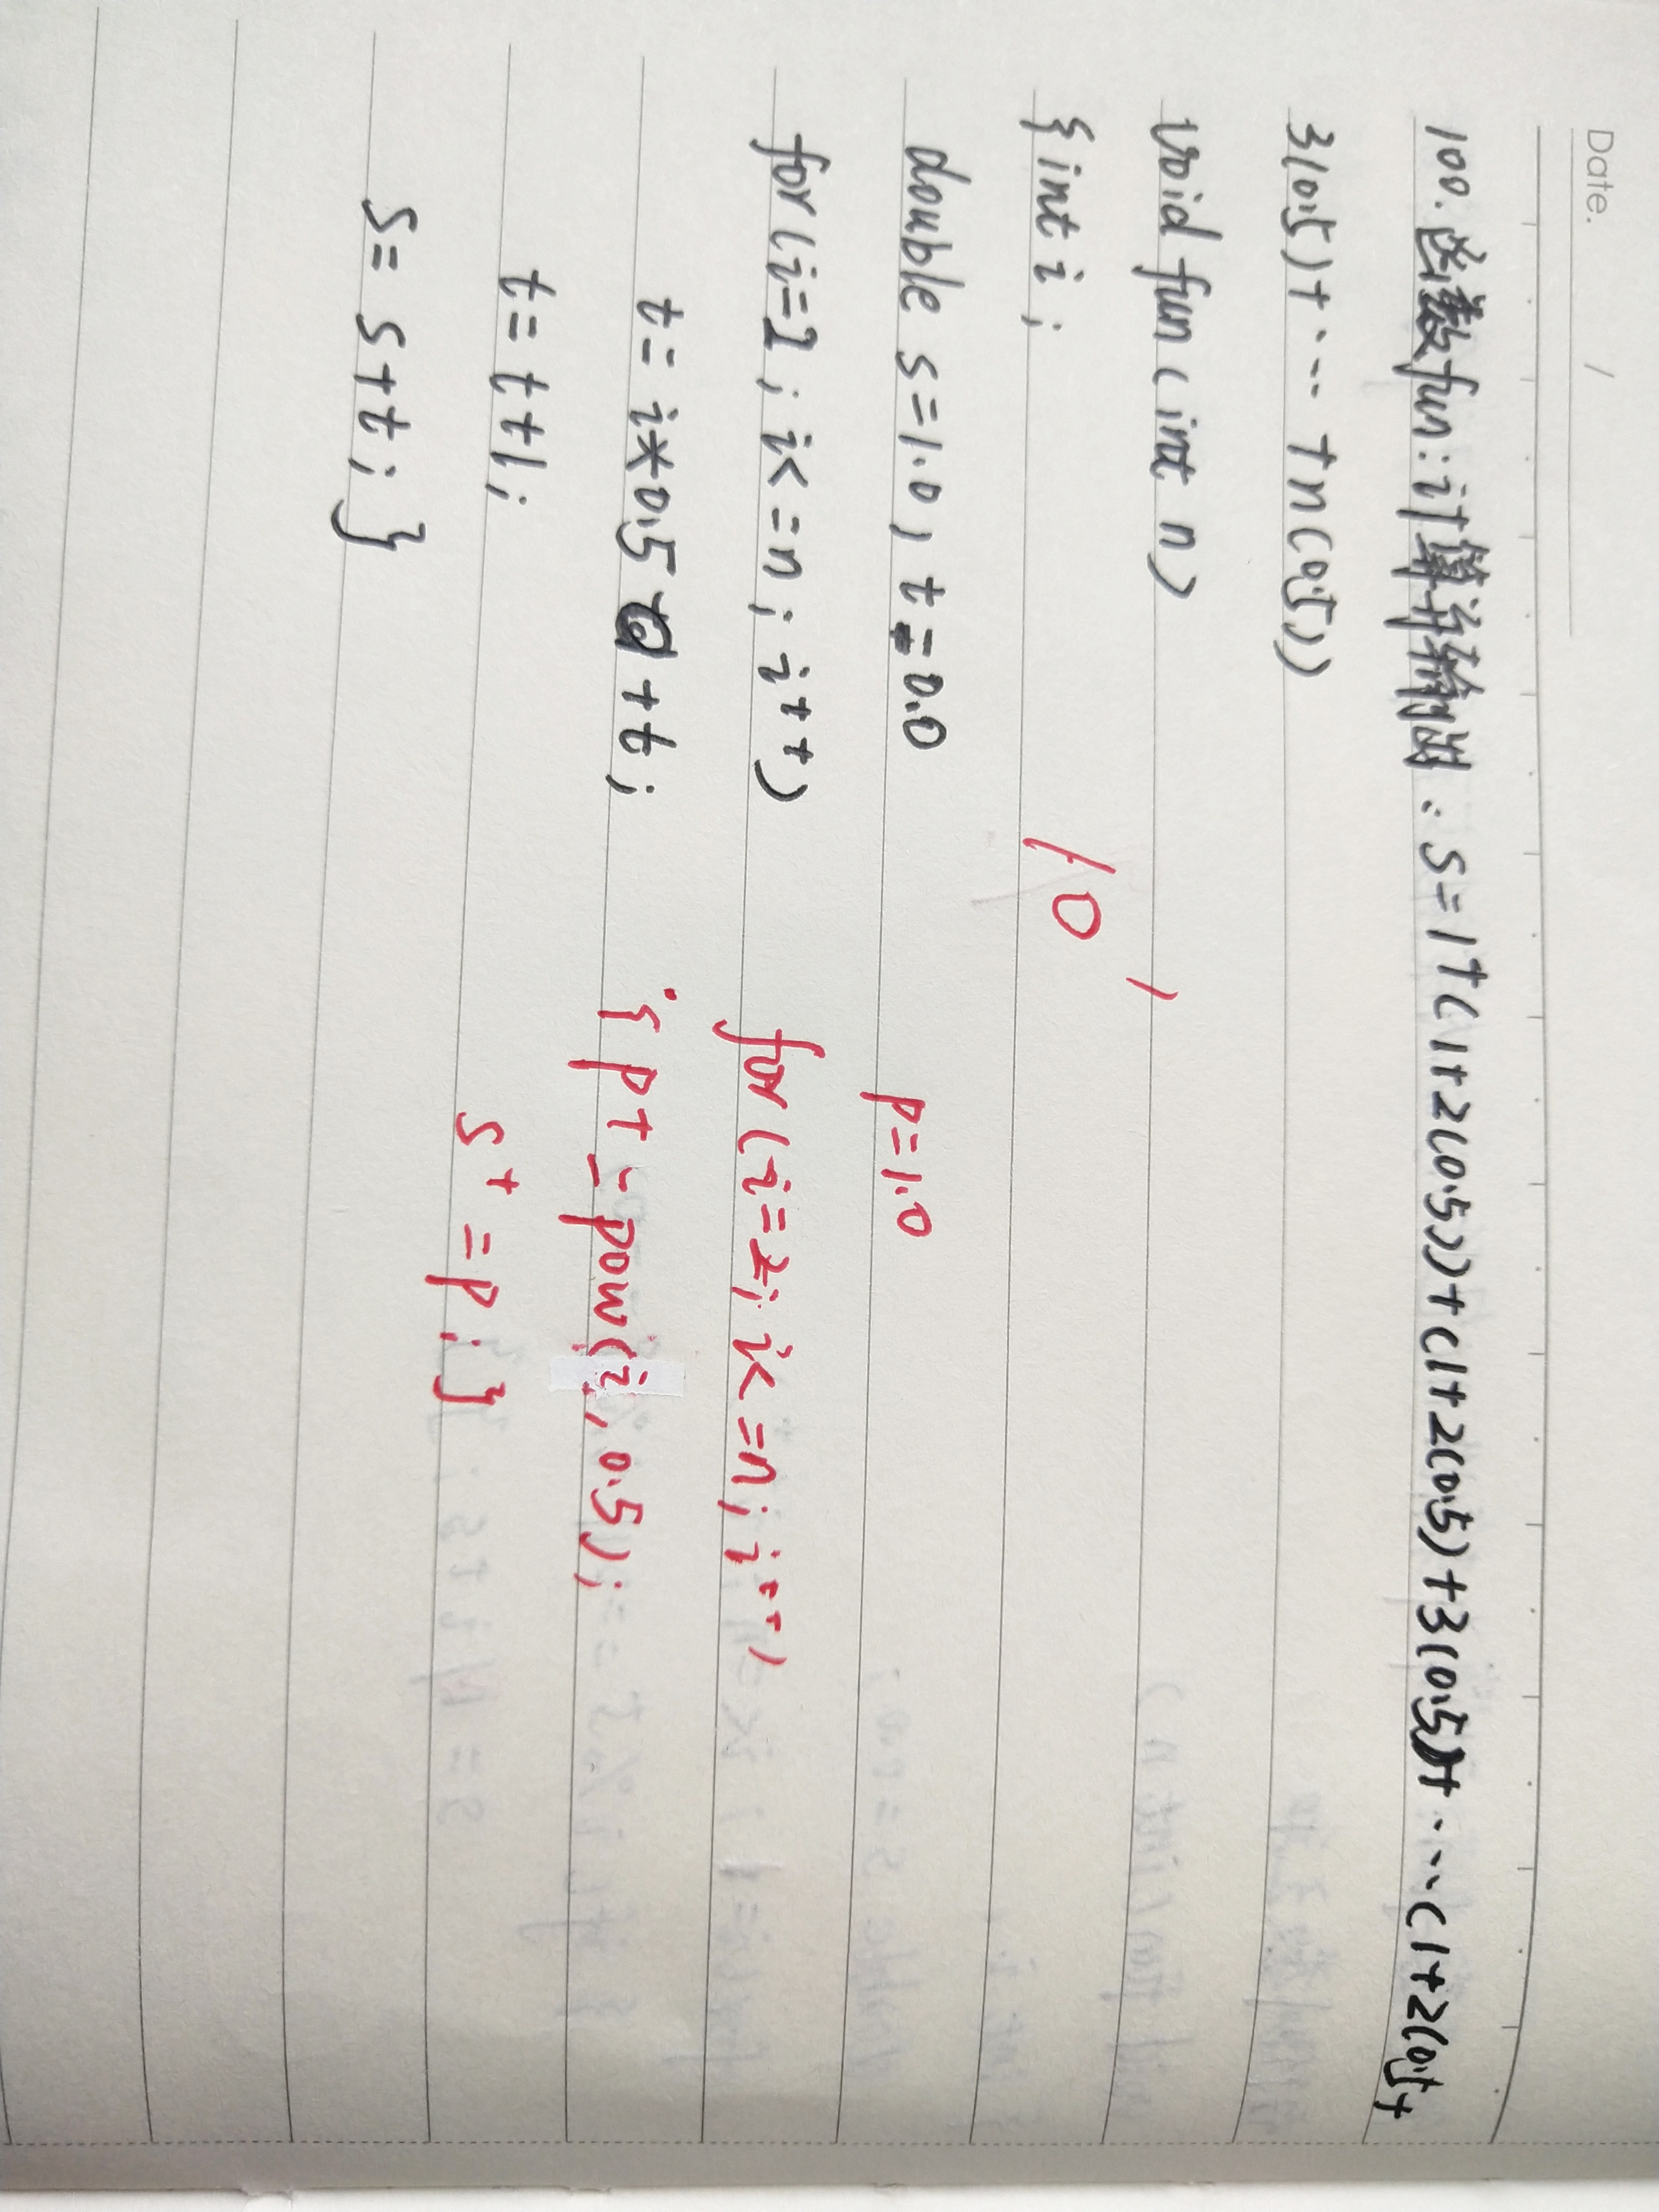 Date. /
100. 函数fun:计算并输出:S=1+(1+2(0.5))+(1+2(0.5)+3(0.5))+…(1+2(0.5+
3(0.5)+…+n(0.5))
void fun (int n)
{int i;
10,
double s=1.0, t=0.0
p=1.0
for(i=2; i<=n; i++)
for(i=2; i<=n; i++)
t= i*0.5 +t;
{p+=pow(i,0.5);
t= t+1;
s+=p;}
s= s+t;}